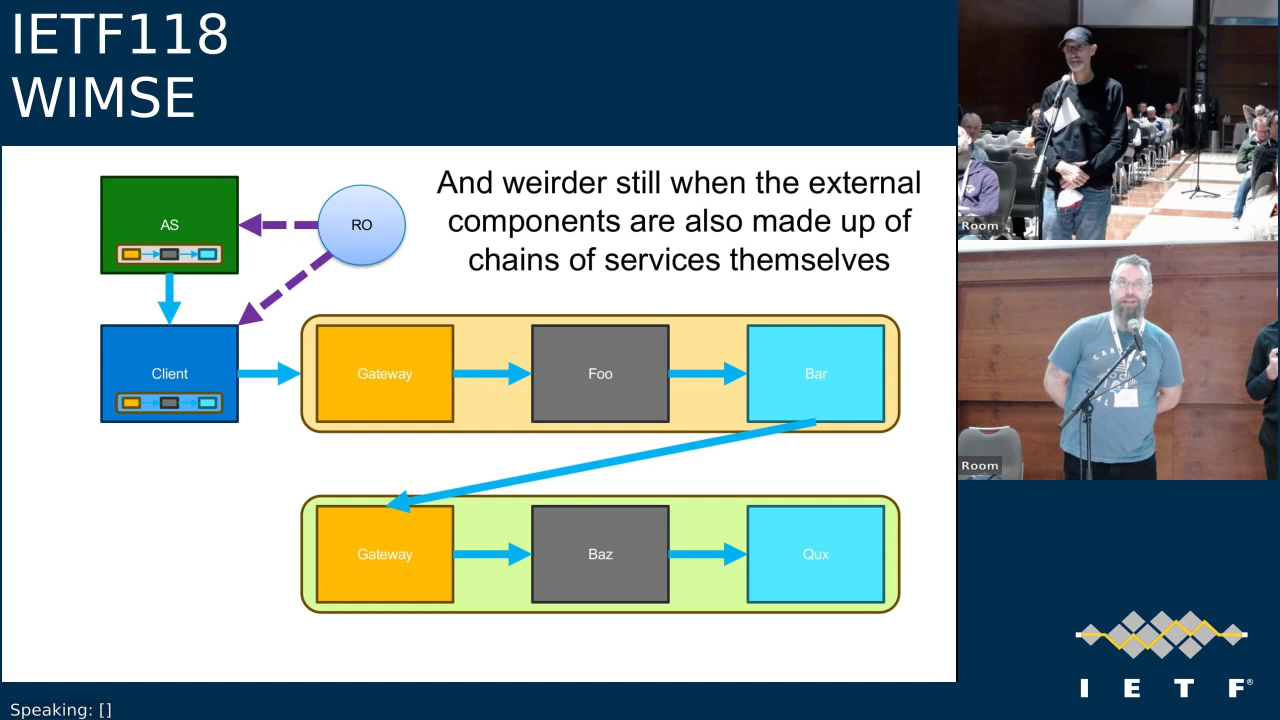 IETF118
WIMSE
And weirder still when the external
components are also made up of
chains of services themselves
AS
RO
Client
Gateway
Foo
Bar
Gateway
Baz
Qux
Room
Room
I E T F®
Speaking: []